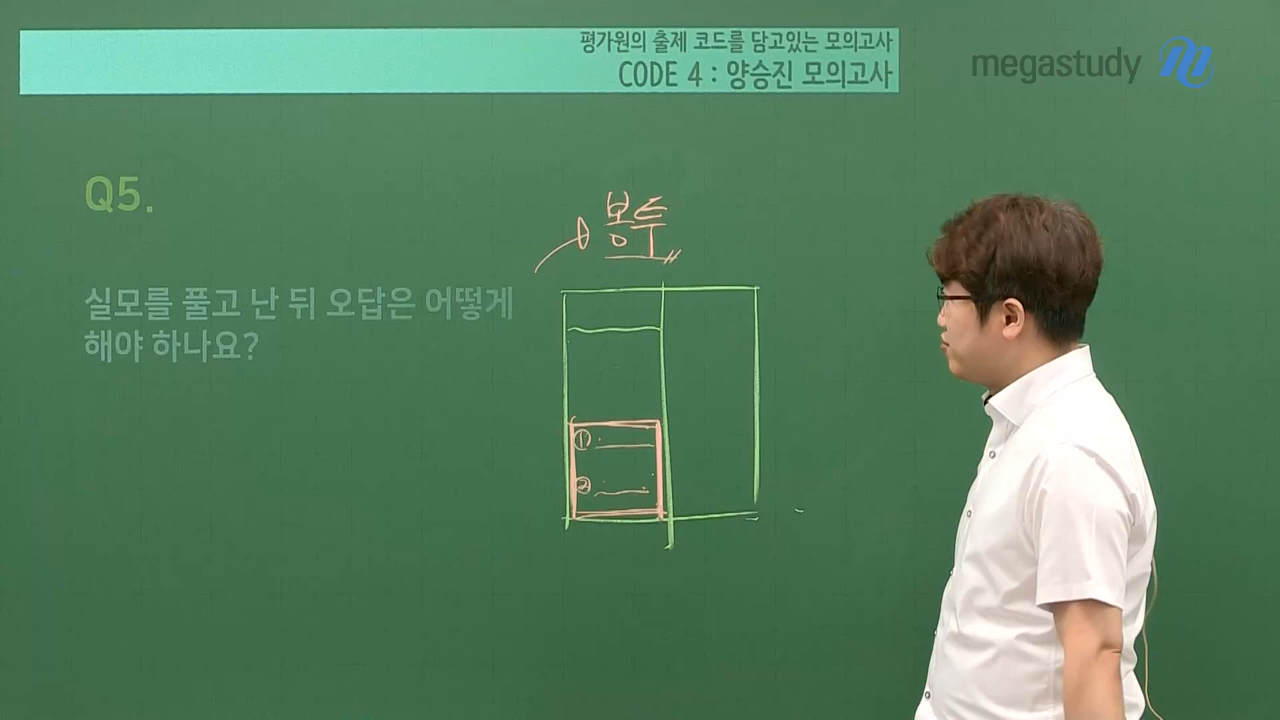 평가원의 출제 코드를 담고있는 모의고사
CODE 4 : 양승진 모의고사
megastudy
Q5.
실모를 풀고 난 뒤 오답은 어떻게
해야 하나요?
봉투
①
②